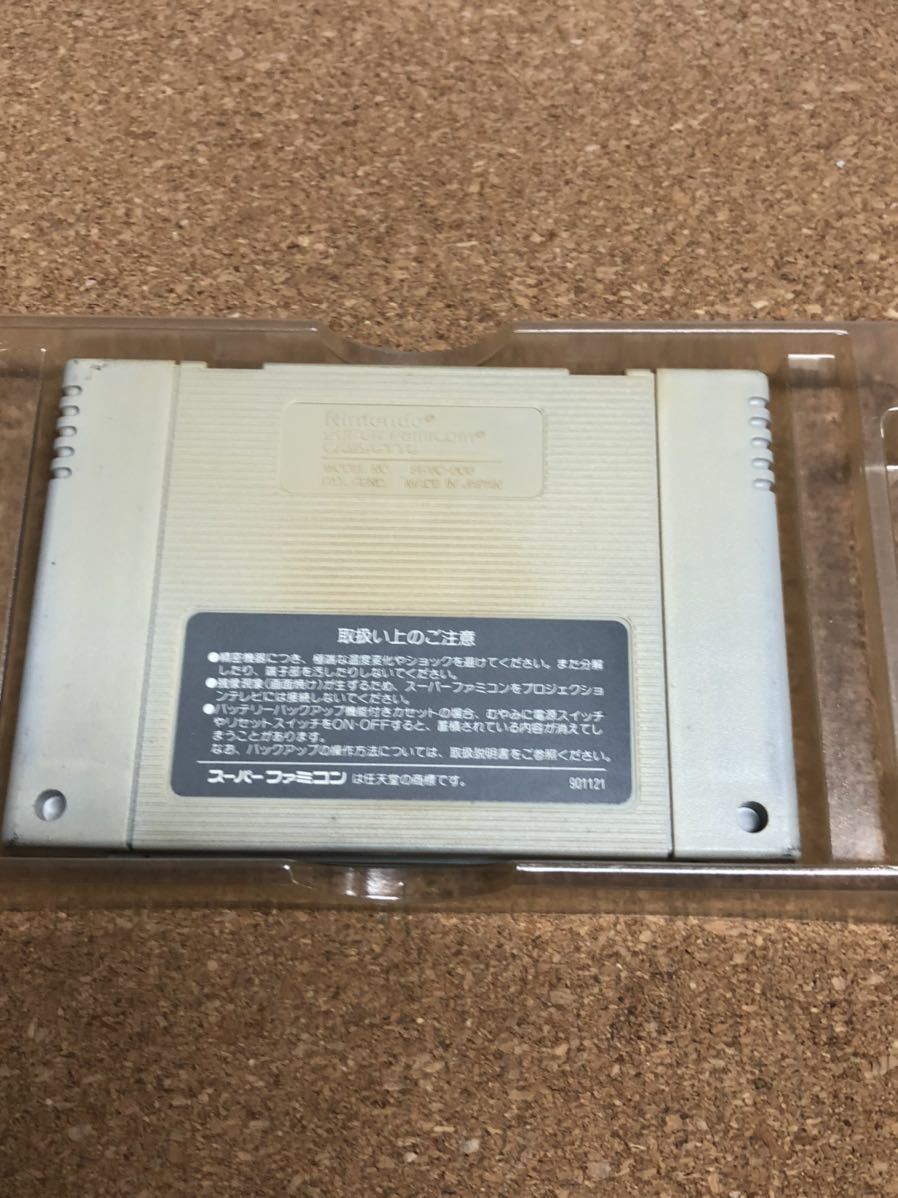 Nintendo®
SUPER FAMICOM®
CASSETTE
MODEL NO. SHVC-006
PAT. PEND. MADE IN JAPAN
取扱い上のご注意
●精密機器につき、極端な温度変化やショックを避けてください。また分解
したり、端子部を汚したりしないでください。
●残像現象(画面焼け)が生ずるため、スーパーファミコンをプロジェクショ
ンテレビには接続しないでください。
●バッテリーバックアップ機能付きカセットの場合、むやみに電源スイッチ
やリセットスイッチをON-OFFすると、蓄積されている内容が消えてし
まうことがあります。
なお、バックアップの操作方法については、取扱説明書をご参照ください。
スーパーファミコン は任天堂の商標です。 901121